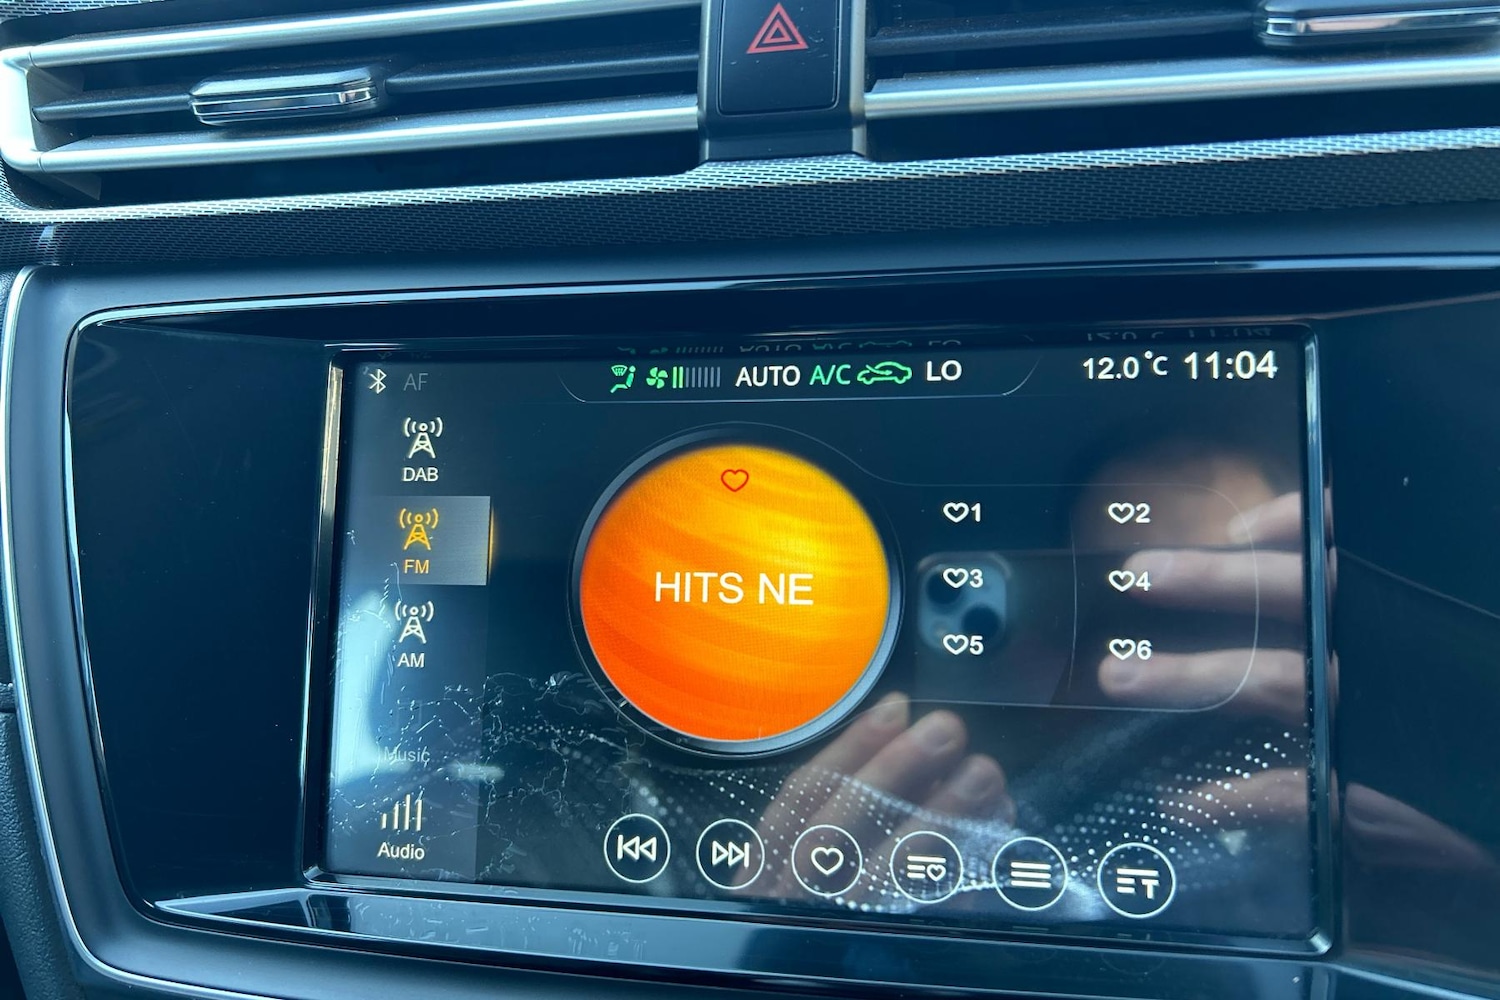 AF
AUTO A/C LO
12.0°C 11:04
DAB
FM
AM
Music
Audio
HITS NE
1
2
3
4
5
6
T